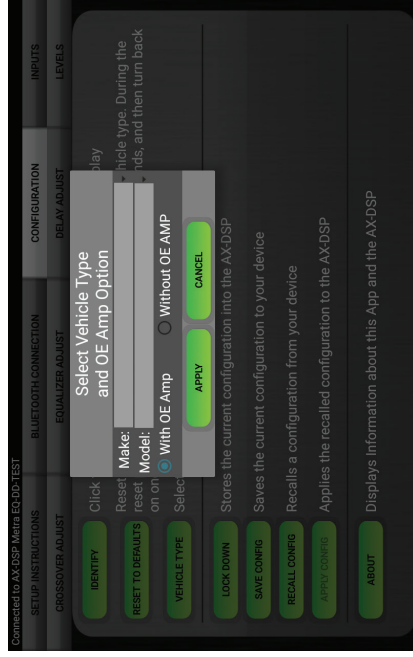 Connected to AX-DSP Metra EQ-DD-TEST
SETUP INSTRUCTIONS BLUETOOTH CONNECTION CONFIGURATION INPUTS
CROSSOVER ADJUST EQUALIZER ADJUST DELAY ADJUST LEVELS
IDENTIFY Click play
RESET TO DEFAULTS Reset hicle type. During the
reset nds, and then turn back
on on
VEHICLE TYPE Select
Select Vehicle Type
and OE Amp Option
Make:
Model:
With OE Amp Without OE AMP
APPLY CANCEL
LOCK DOWN Stores the current configuration into the AX-DSP
SAVE CONFIG Saves the current configuration to your device
RECALL CONFIG Recalls a configuration from your device
APPLY CONFIG Applies the recalled configuration to the AX-DSP
ABOUT Displays Information about this App and the AX-DSP